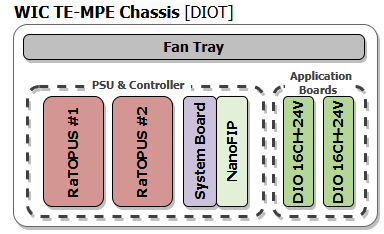 WIC TE-MPE Chassis [DIOT]
Fan Tray
PSU & Controller
RaTOPUS #1
RaTOPUS #2
System Board
NanoFIP
Application
Boards
DIO 16CH-24V
DIO 16CH-24V